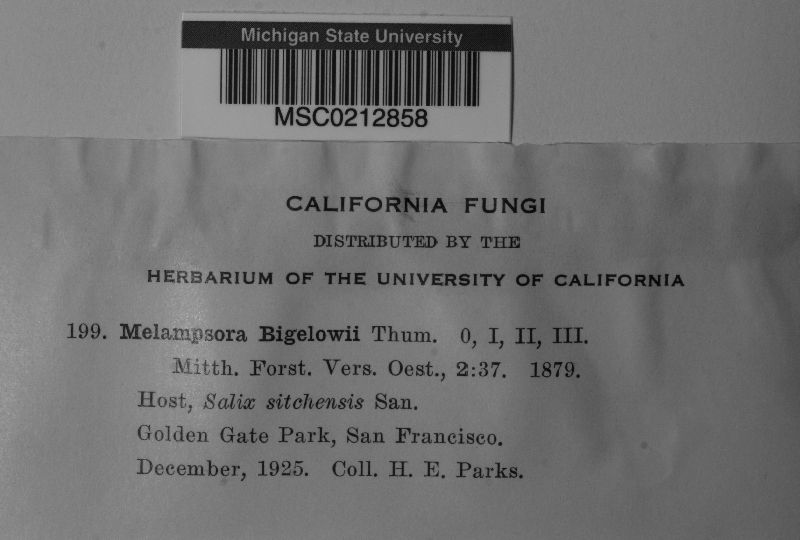 Michigan State University
MSC0212858
CALIFORNIA FUNGI
DISTRIBUTED BY THE
HERBARIUM OF THE UNIVERSITY OF CALIFORNIA
199. Melampsora Bigelowii Thum. 0, I, II, III.
Mitth. Forst. Vers. Oest., 2:37. 1879.
Host, Salix sitchensis San.
Golden Gate Park, San Francisco.
December, 1925. Coll. H. E. Parks.